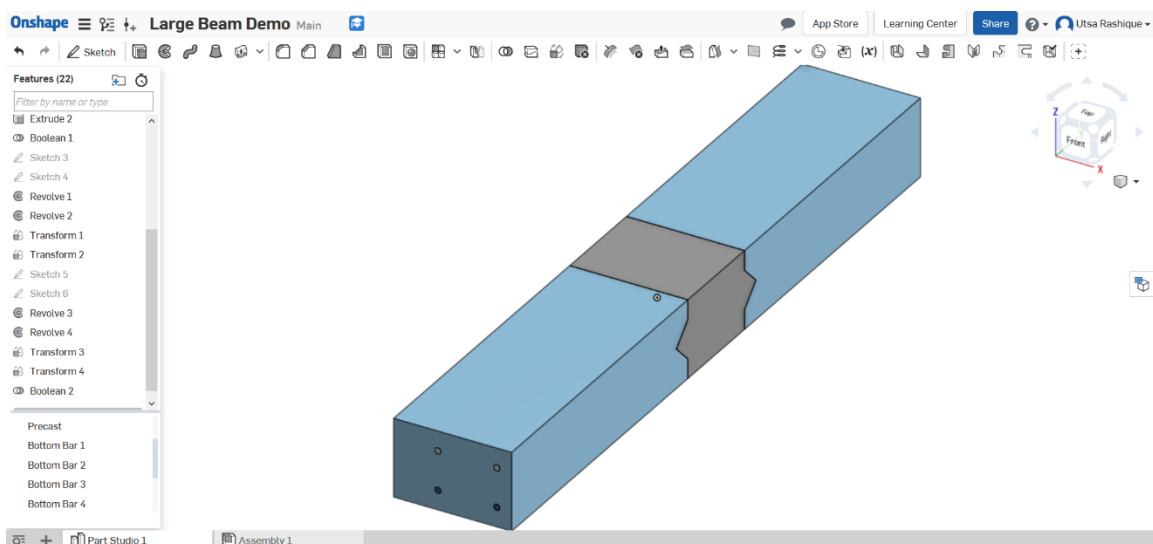 Onshape Large Beam Demo Main App Store Learning Center Share Utsa Rashique
Sketch (x)
Features (22)
Filter by name or type
Extrude 2
Boolean 1
Sketch 3
Sketch 4
Revolve 1
Revolve 2
Transform 1
Transform 2
Sketch 5
Sketch 6
Revolve 3
Revolve 4
Transform 3
Transform 4
Boolean 2
Precast
Bottom Bar 1
Bottom Bar 2
Bottom Bar 3
Bottom Bar 4
Z
Top
Front Right
X
Part Studio 1 Assembly 1